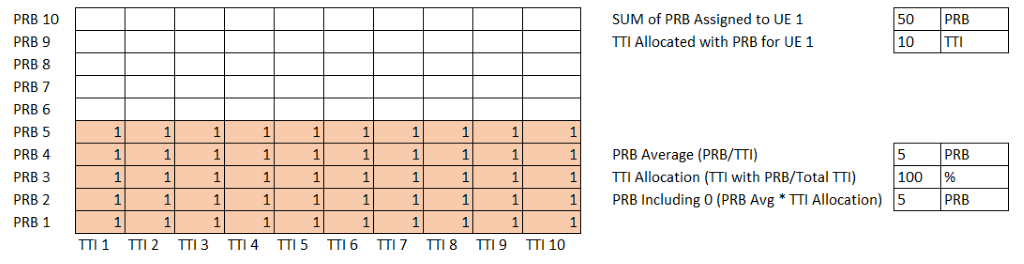 PRB 10 SUM of PRB Assigned to UE 1 50 PRB
PRB 9 TTI Allocated with PRB for UE 1 10 TTI
PRB 8
PRB 7
PRB 6
PRB 5 1 1 1 1 1 1 1 1 1 1
PRB 4 1 1 1 1 1 1 1 1 1 1 PRB Average (PRB/TTI) 5 PRB
PRB 3 1 1 1 1 1 1 1 1 1 1 TTI Allocation (TTI with PRB/Total TTI) 100 %
PRB 2 1 1 1 1 1 1 1 1 1 1 PRB Including 0 (PRB Avg * TTI Allocation) 5 PRB
PRB 1 1 1 1 1 1 1 1 1 1 1
TTI 1 TTI 2 TTI 3 TTI 4 TTI 5 TTI 6 TTI 7 TTI 8 TTI 9 TTI 10